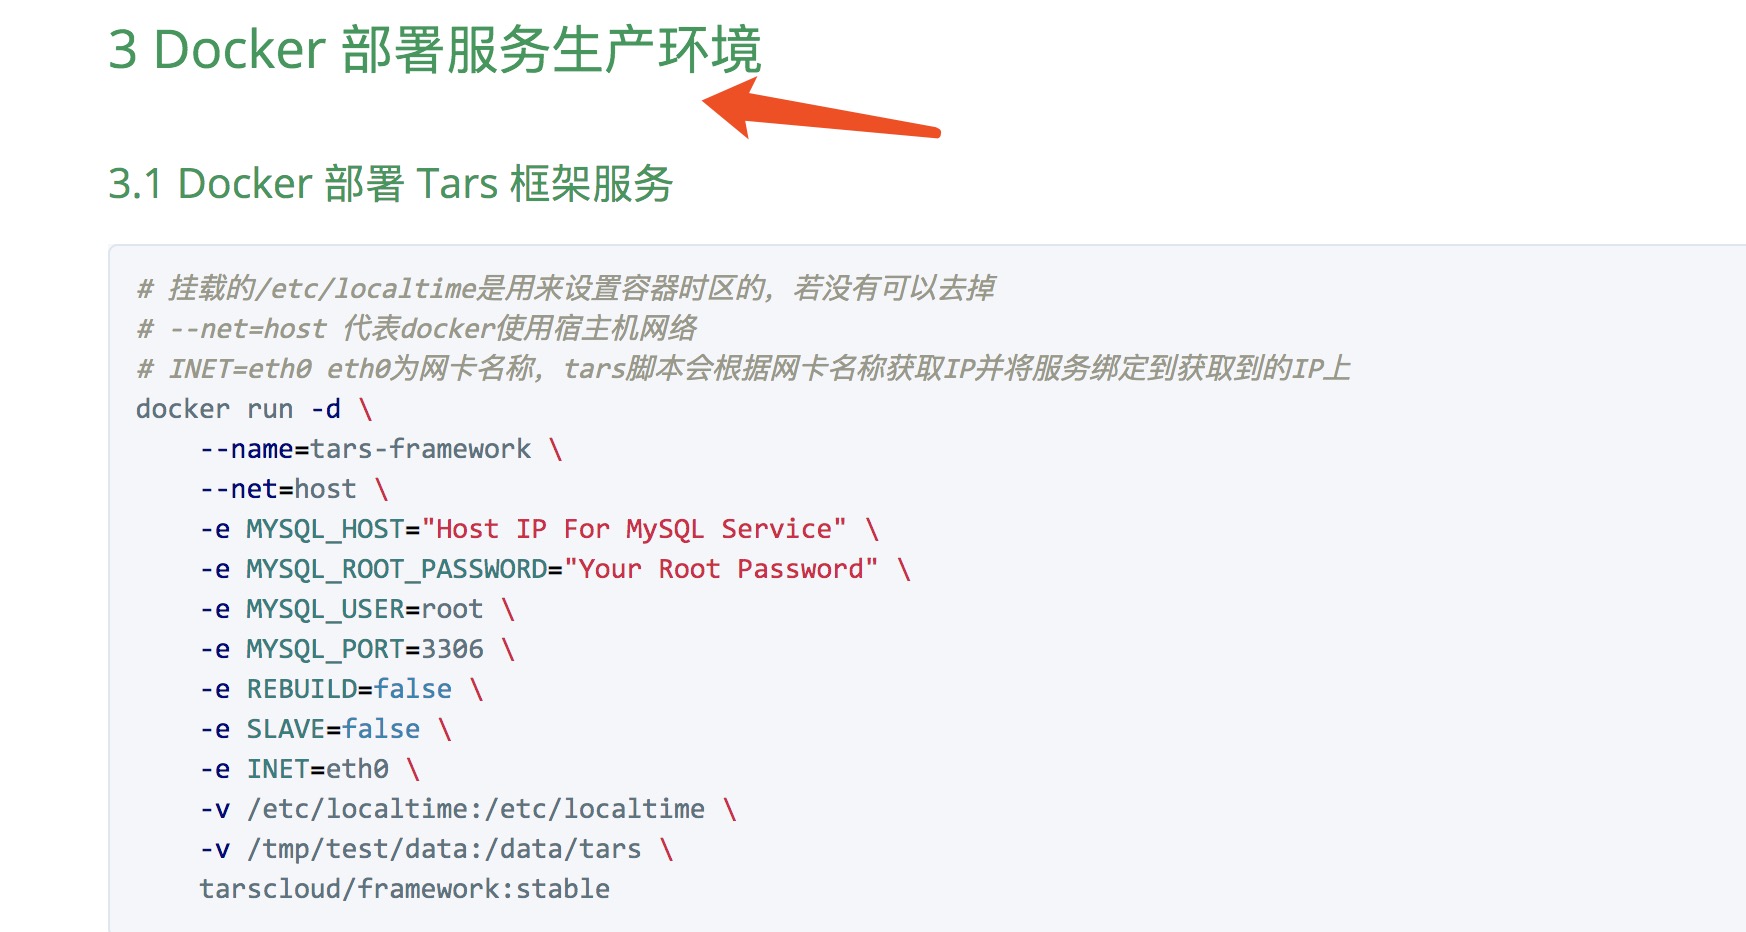 3 Docker 部署服务生产环境
3.1 Docker 部署 Tars 框架服务
# 挂载的/etc/localtime是用来设置容器时区的，若没有可以去掉
# --net=host 代表docker使用宿主机网络
# INET=eth0 eth0为网卡名称，tars脚本会根据网卡名称获取IP并将服务绑定到获取到的IP上
docker run -d \
    --name=tars-framework \
    --net=host \
    -e MYSQL_HOST="Host IP For MySQL Service" \
    -e MYSQL_ROOT_PASSWORD="Your Root Password" \
    -e MYSQL_USER=root \
    -e MYSQL_PORT=3306 \
    -e REBUILD=false \
    -e SLAVE=false \
    -e INET=eth0 \
    -v /etc/localtime:/etc/localtime \
    -v /tmp/test/data:/data/tars \
    tarscloud/framework:stable